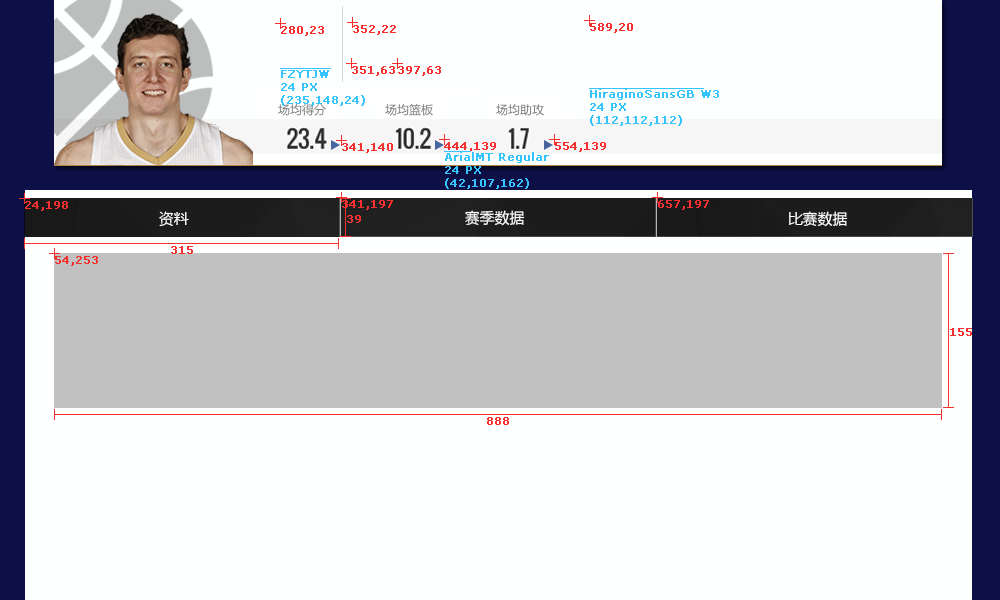 280,23
352,22
589,20
351,63
397,63
FZYTJW
24 PX
(235,148,24)
HiraginoSansGB W3
24 PX
(112,112,112)
场均得分
场均篮板
场均助攻
23.4
341,140
10.2
444,139
1.7
554,139
ArialMT Regular
24 PX
(42,107,162)
24,198
341,197
657,197
39
资料
赛季数据
比赛数据
315
54,253
155
888